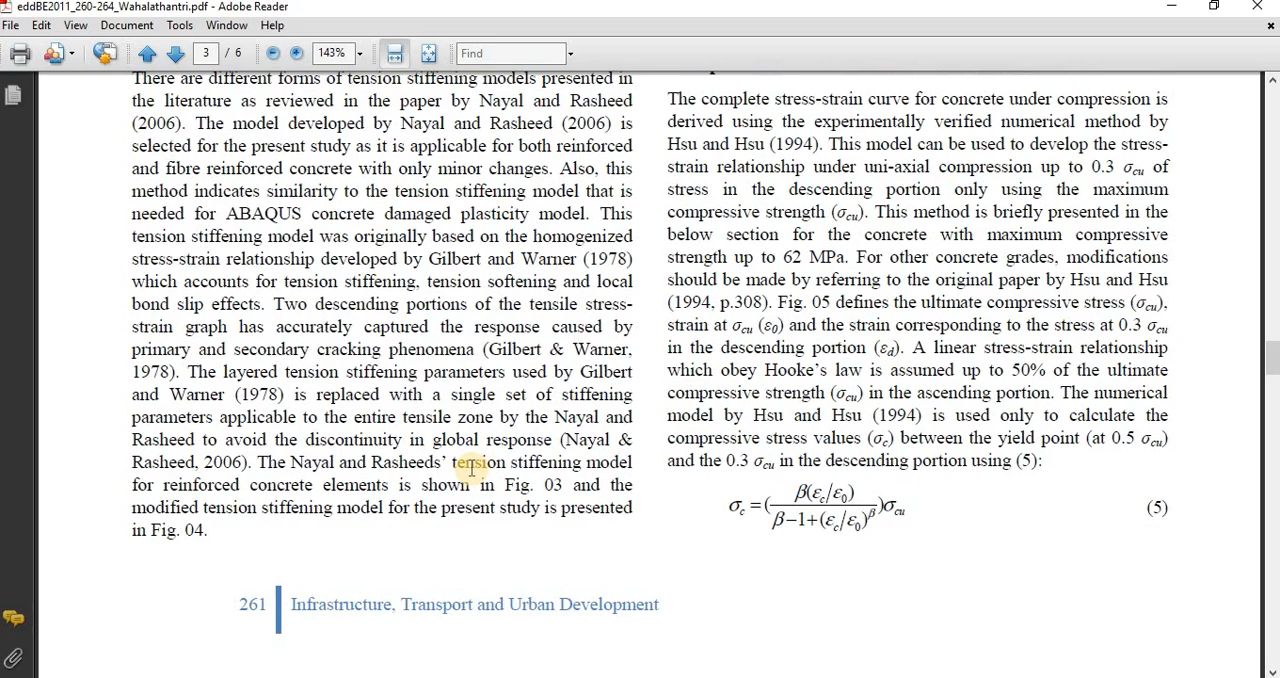 eddBE2011_260-264_Wahalathantri.pdf - Adobe Reader
File Edit View Document Tools Window Help
3 / 6 143% Find
There are different forms of tension stiffening models presented in
the literature as reviewed in the paper by Nayal and Rasheed
(2006). The model developed by Nayal and Rasheed (2006) is
selected for the present study as it is applicable for both reinforced
and fibre reinforced concrete with only minor changes. Also, this
method indicates similarity to the tension stiffening model that is
needed for ABAQUS concrete damaged plasticity model. This
tension stiffening model was originally based on the homogenized
stress-strain relationship developed by Gilbert and Warner (1978)
which accounts for tension stiffening, tension softening and local
bond slip effects. Two descending portions of the tensile stress-
strain graph has accurately captured the response caused by
primary and secondary cracking phenomena (Gilbert & Warner,
1978). The layered tension stiffening parameters used by Gilbert
and Warner (1978) is replaced with a single set of stiffening
parameters applicable to the entire tensile zone by the Nayal and
Rasheed to avoid the discontinuity in global response (Nayal &
Rasheed, 2006). The Nayal and Rasheeds’ tension stiffening model
for reinforced concrete elements is shown in Fig. 03 and the
modified tension stiffening model for the present study is presented
in Fig. 04.
The complete stress-strain curve for concrete under compression is
derived using the experimentally verified numerical method by
Hsu and Hsu (1994). This model can be used to develop the stress-
strain relationship under uni-axial compression up to 0.3 σcu of
stress in the descending portion only using the maximum
compressive strength (σcu). This method is briefly presented in the
below section for the concrete with maximum compressive
strength up to 62 MPa. For other concrete grades, modifications
should be made by referring to the original paper by Hsu and Hsu
(1994, p.308). Fig. 05 defines the ultimate compressive stress (σcu),
strain at σcu (ε0) and the strain corresponding to the stress at 0.3 σcu
in the descending portion (εd). A linear stress-strain relationship
which obey Hooke’s law is assumed up to 50% of the ultimate
compressive strength (σcu) in the ascending portion. The numerical
model by Hsu and Hsu (1994) is used only to calculate the
compressive stress values (σc) between the yield point (at 0.5 σcu)
and the 0.3 σcu in the descending portion using (5):
σc = (β(εc/ε0) / β−1+(εc/ε0)^β)σcu (5)
261 Infrastructure, Transport and Urban Development